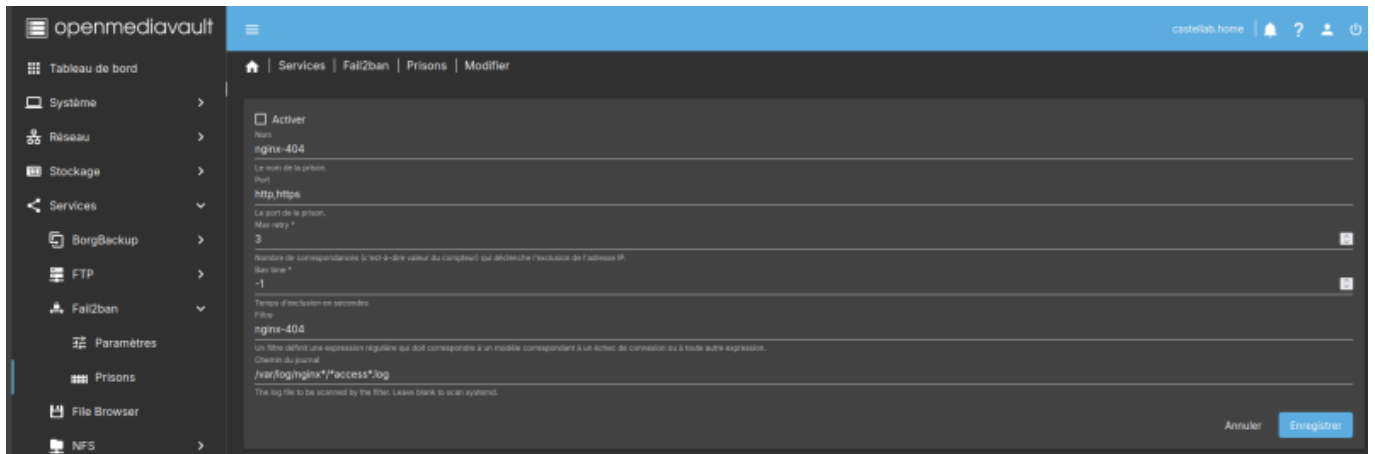 openmediavault
castellab.home
Tableau de bord
Système
Réseau
Stockage
Services
BorgBackup
FTP
Fail2ban
Paramètres
Prisons
File Browser
NFS
| Services | Fail2ban | Prisons | Modifier
Activer
Nom
nginx-404
Le nom de la prison.
Port
http,https
Le port de la prison.
Max retry *
3
Nombre de correspondances (c'est-à-dire valeur du compteur) qui déclenche l'exclusion de l'adresse IP.
Ban time *
-1
Temps d'exclusion en secondes
Filtre
nginx-404
Un filtre définit une expression régulière qui doit correspondre à un modèle correspondant à un échec de connexion ou à toute autre expression.
Chemin du journal
/var/log/nginx*/*access*.log
The log file to be scanned by the filter. Leave blank to scan systemd.
Annuler
Enregistrer